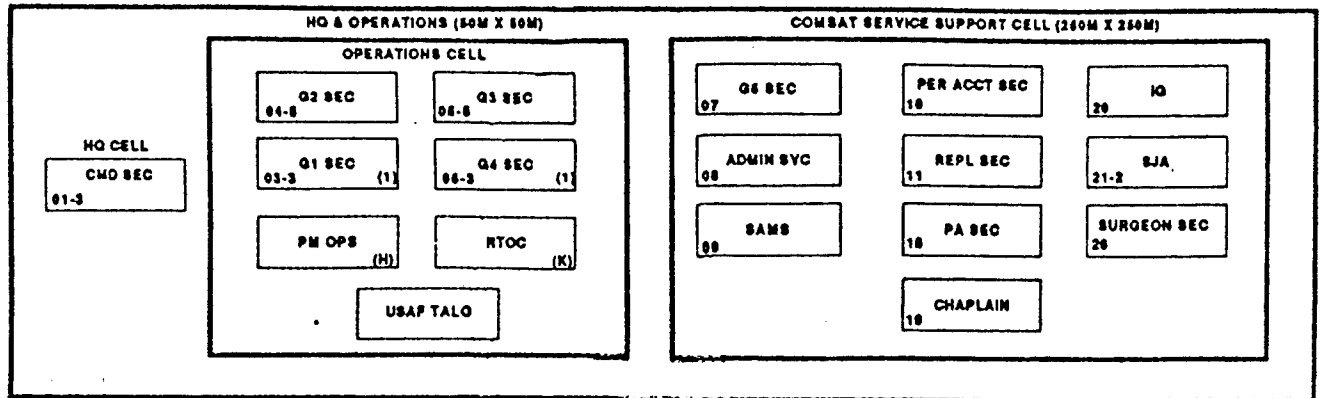 HQ & OPERATIONS (50M X 50M)
OPERATIONS CELL
G2 SEC
04-5
G3 SEC
05-5
HQ CELL
CMD SEC
01-3
G1 SEC
03-3 (1)
G4 SEC
06-3 (1)
PM OPS
(H)
RTOC
(K)
USAF TALO
COMBAT SERVICE SUPPORT CELL (250M X 250M)
G5 SEC
07
PER ACCT SEC
10
IG
20
ADMIN SVC
08
REPL SEC
11
SJA
21-2
SAMS
09
PA SEC
SURGEON SEC
CHAPLAIN
19